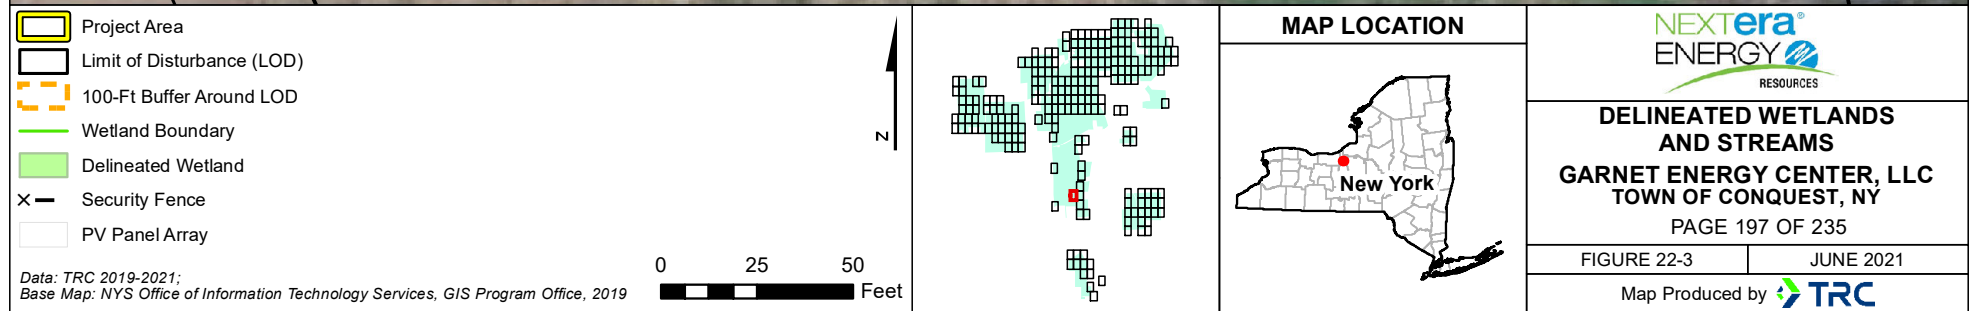 Project Area
Limit of Disturbance (LOD)
100-Ft Buffer Around LOD
Wetland Boundary
Delineated Wetland
Security Fence
PV Panel Array
Data: TRC 2019-2021;
Base Map: NYS Office of Information Technology Services, GIS Program Office, 2019
N
0 25 50
Feet
MAP LOCATION
New York
NEXTera®
ENERGY
RESOURCES
DELINEATED WETLANDS
AND STREAMS
GARNET ENERGY CENTER, LLC
TOWN OF CONQUEST, NY
PAGE 197 OF 235
FIGURE 22-3
JUNE 2021
Map Produced by TRC